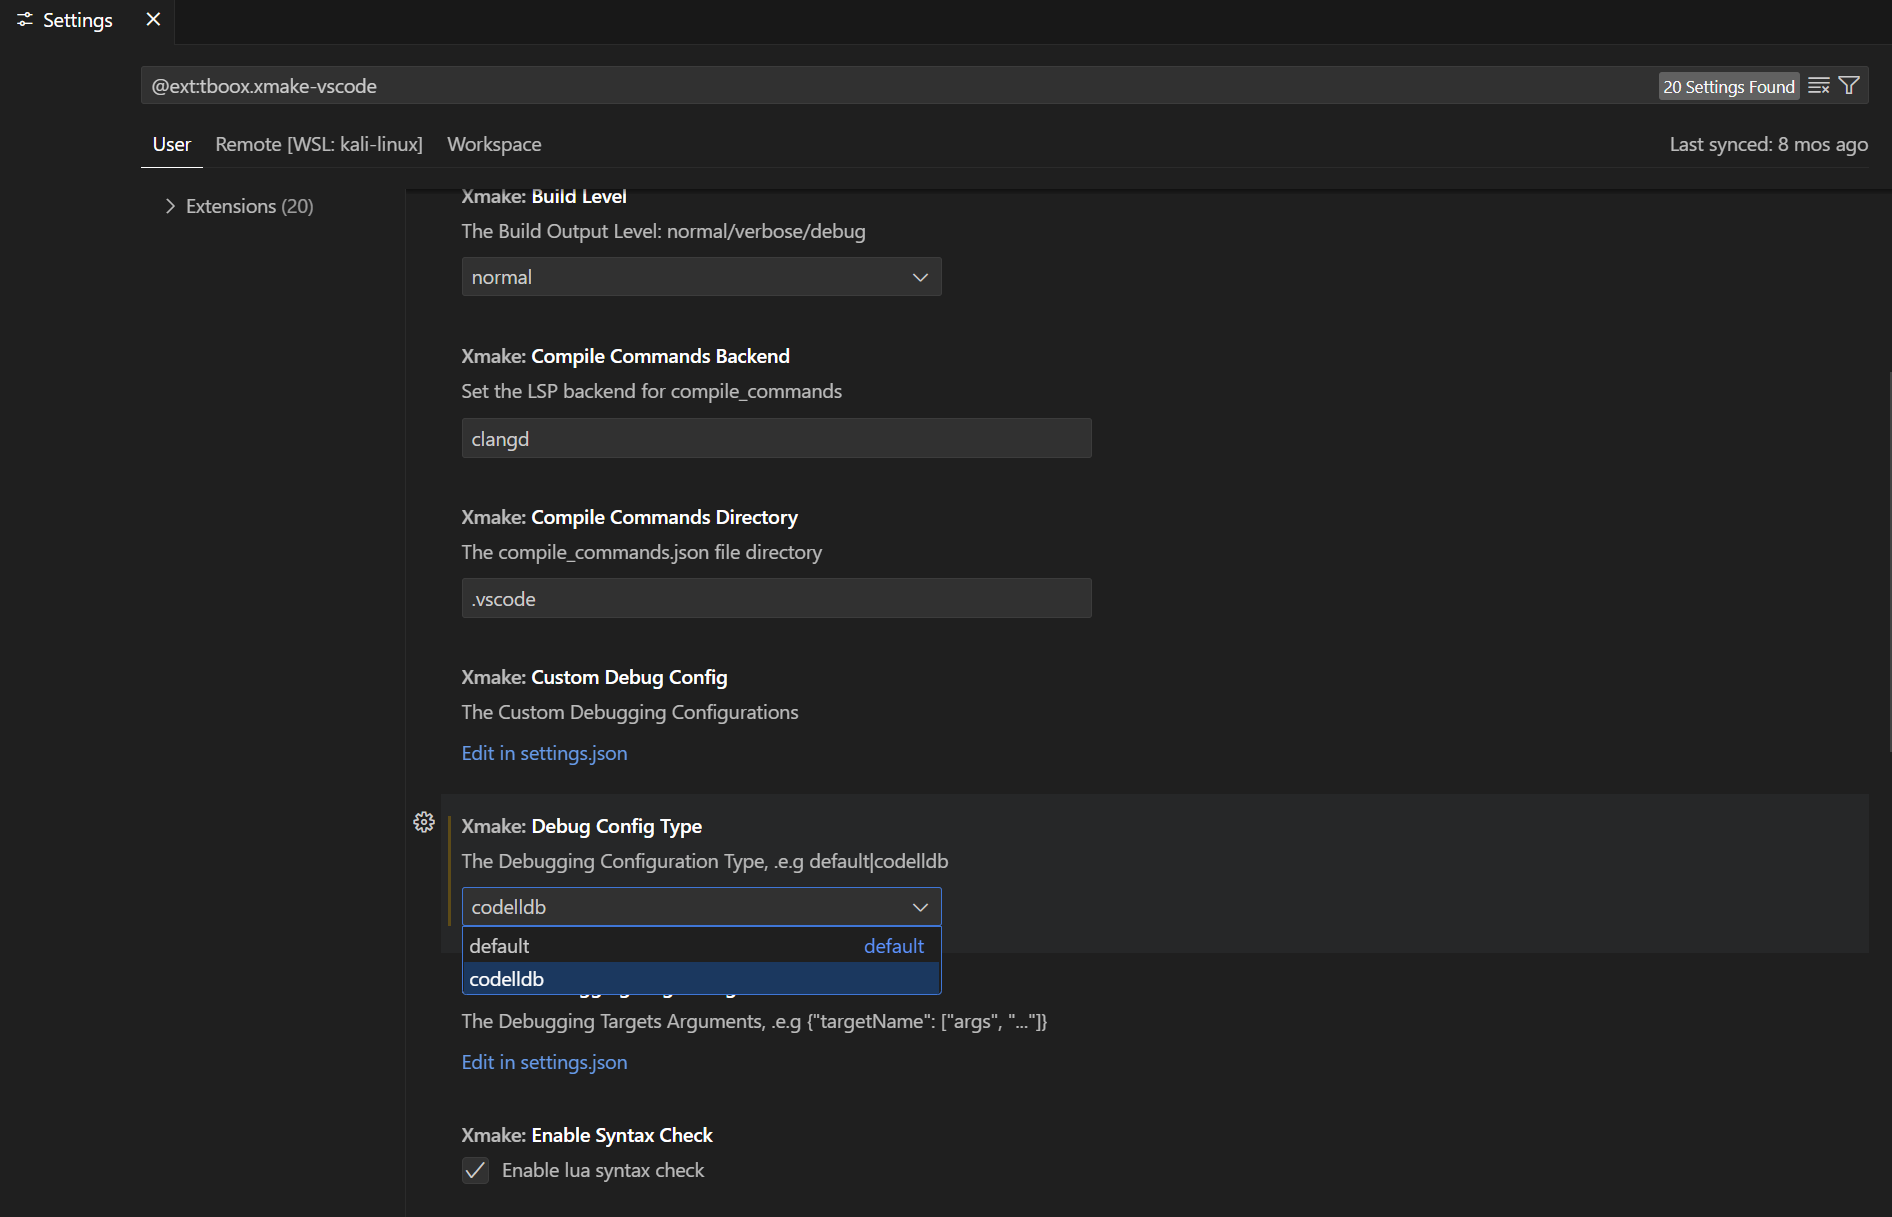 Settings
@ext:tboox.xmake-vscode
20 Settings Found
User Remote [WSL: kali-linux] Workspace
Last synced: 8 mos ago
Extensions (20)
Xmake: Build Level
The Build Output Level: normal/verbose/debug
normal
Xmake: Compile Commands Backend
Set the LSP backend for compile_commands
clangd
Xmake: Compile Commands Directory
The compile_commands.json file directory
.vscode
Xmake: Custom Debug Config
The Custom Debugging Configurations
Edit in settings.json
Xmake: Debug Config Type
The Debugging Configuration Type, .e.g default|codelldb
codelldb
default default
codelldb
The Debugging Targets Arguments, .e.g {"targetName": ["args", "..."]}
Edit in settings.json
Xmake: Enable Syntax Check
Enable lua syntax check